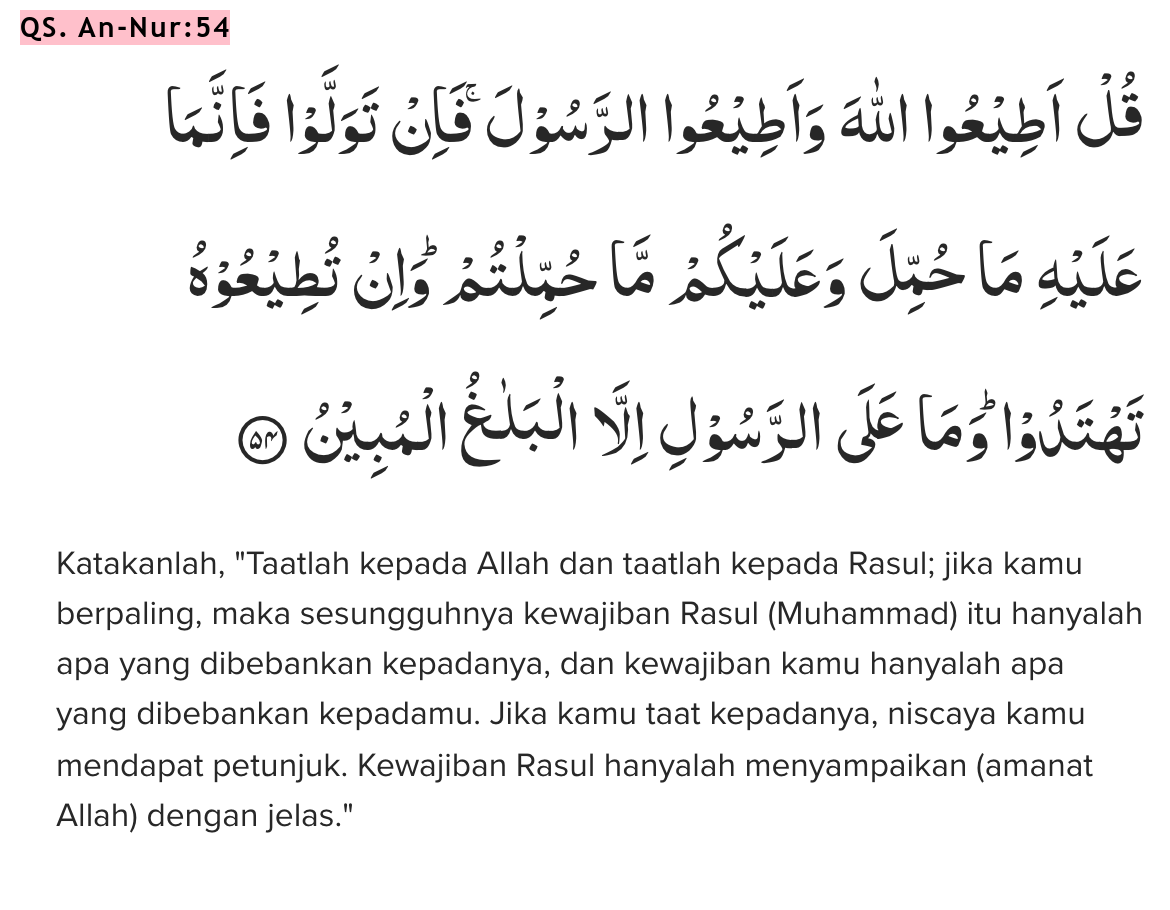 QS. An-Nur:54
قُلْ اَطِيْعُوا اللّٰهَ وَاَطِيْعُوا الرَّسُوْلَۚ فَاِنْ تَوَلَّوْا فَاِنَّمَا
عَلَيْهِ مَا حُمِّلَ وَعَلَيْكُمْ مَّا حُمِّلْتُمْۗ وَاِنْ تُطِيْعُوْهُ
تَهْتَدُوْاۗ وَمَا عَلَى الرَّسُوْلِ اِلَّا الْبَلٰغُ الْمُبِيْنُ ۝٥٤
Katakanlah, "Taatlah kepada Allah dan taatlah kepada Rasul; jika kamu
berpaling, maka sesungguhnya kewajiban Rasul (Muhammad) itu hanyalah
apa yang dibebankan kepadanya, dan kewajiban kamu hanyalah apa
yang dibebankan kepadamu. Jika kamu taat kepadanya, niscaya kamu
mendapat petunjuk. Kewajiban Rasul hanyalah menyampaikan (amanat
Allah) dengan jelas."